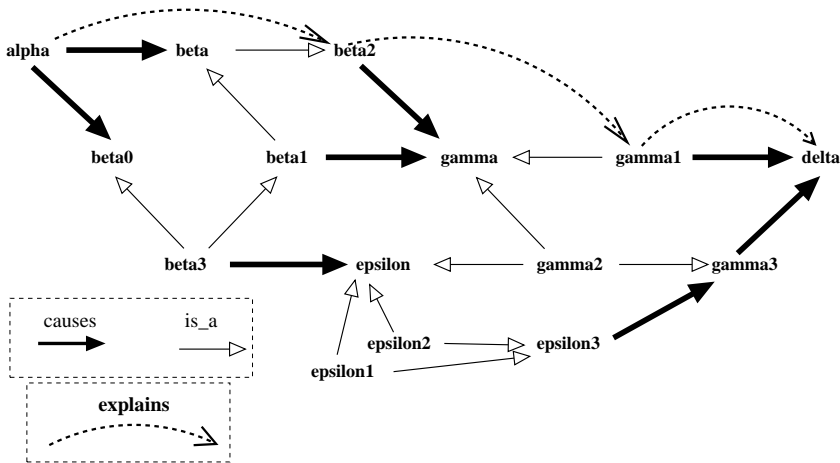 alpha beta beta2
beta0 beta1 gamma gamma1 delta
beta3 epsilon gamma2 gamma3
causes is_a
epsilon2 epsilon3
epsilon1
explains